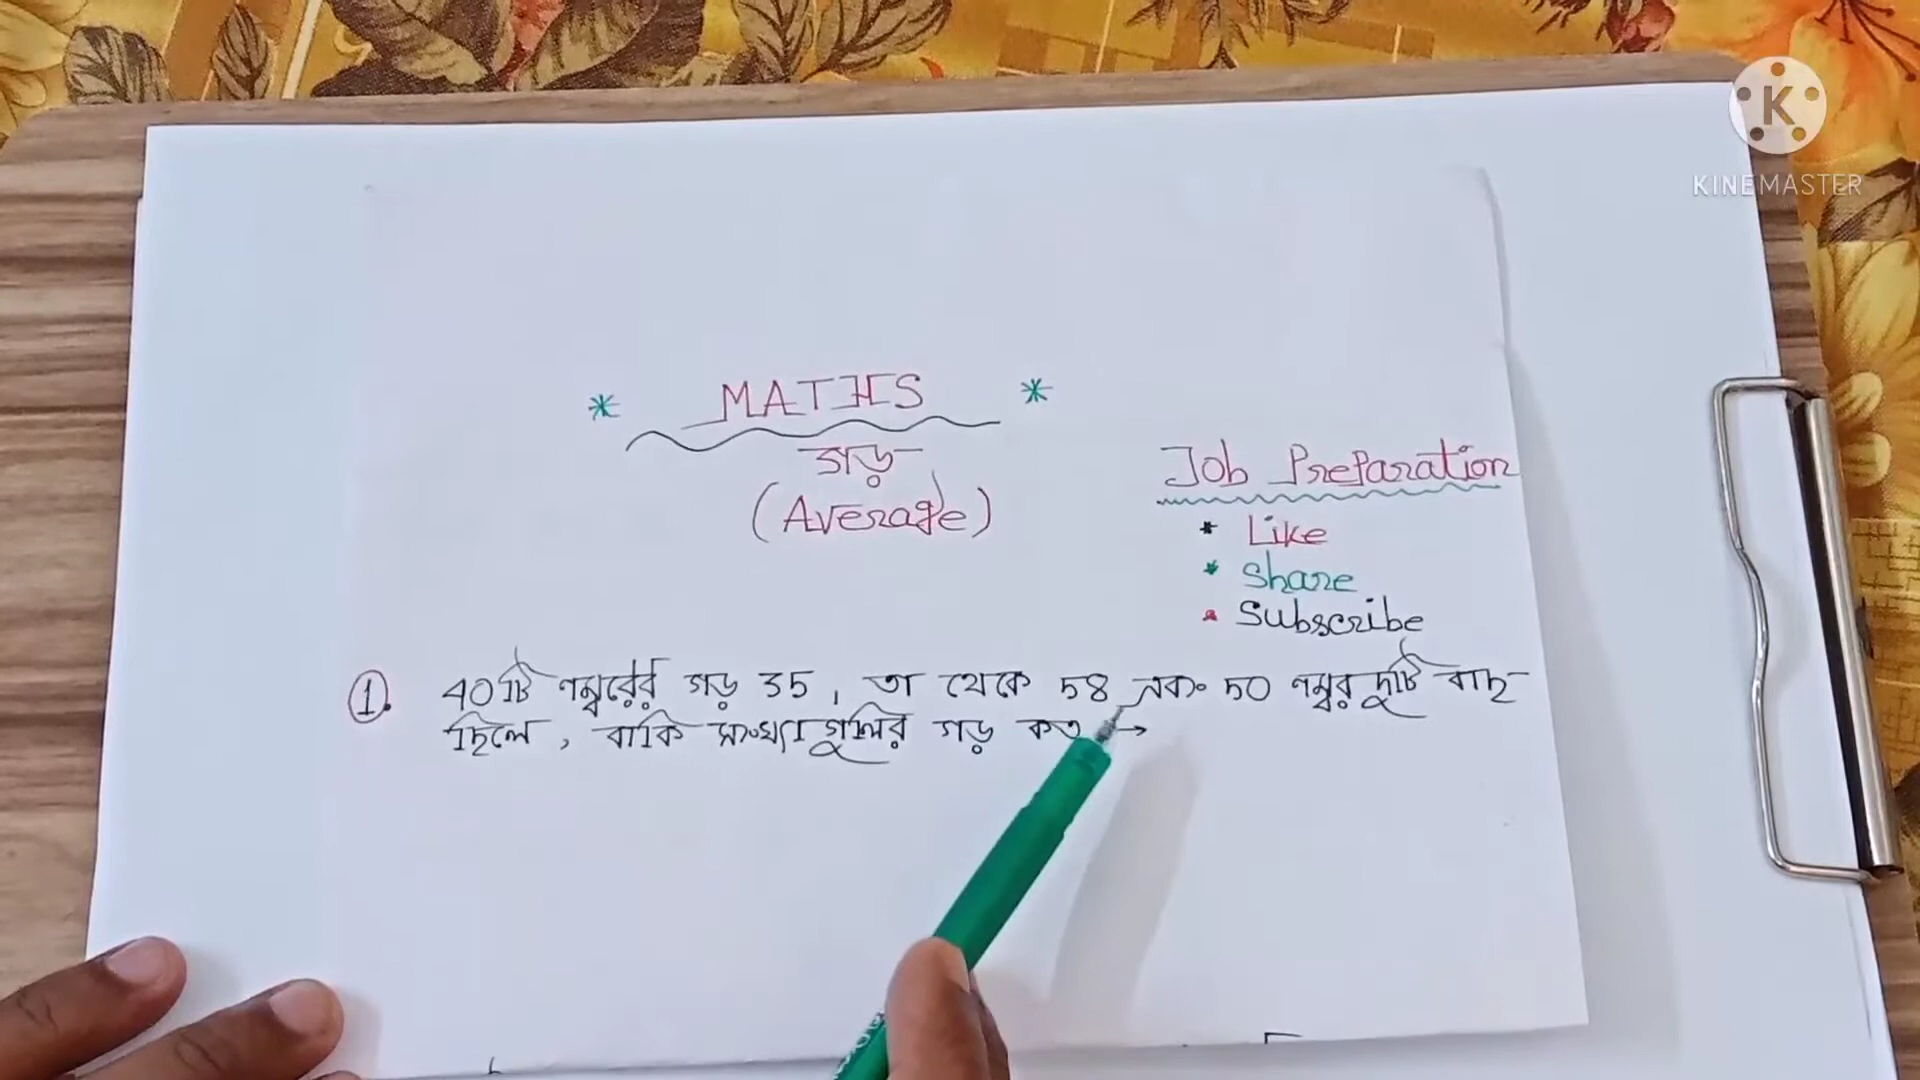 MATHS
গড়
(Average)
Job Preparation
* Like
* Share
* Subscribe
1. 40টি নম্বরের গড় 35, তা থেকে 58 এবং 50 নম্বর দুটি বাদ
দিলে, বাকি সংখ্যাগুলির গড় কত →
K
KINEMASTER